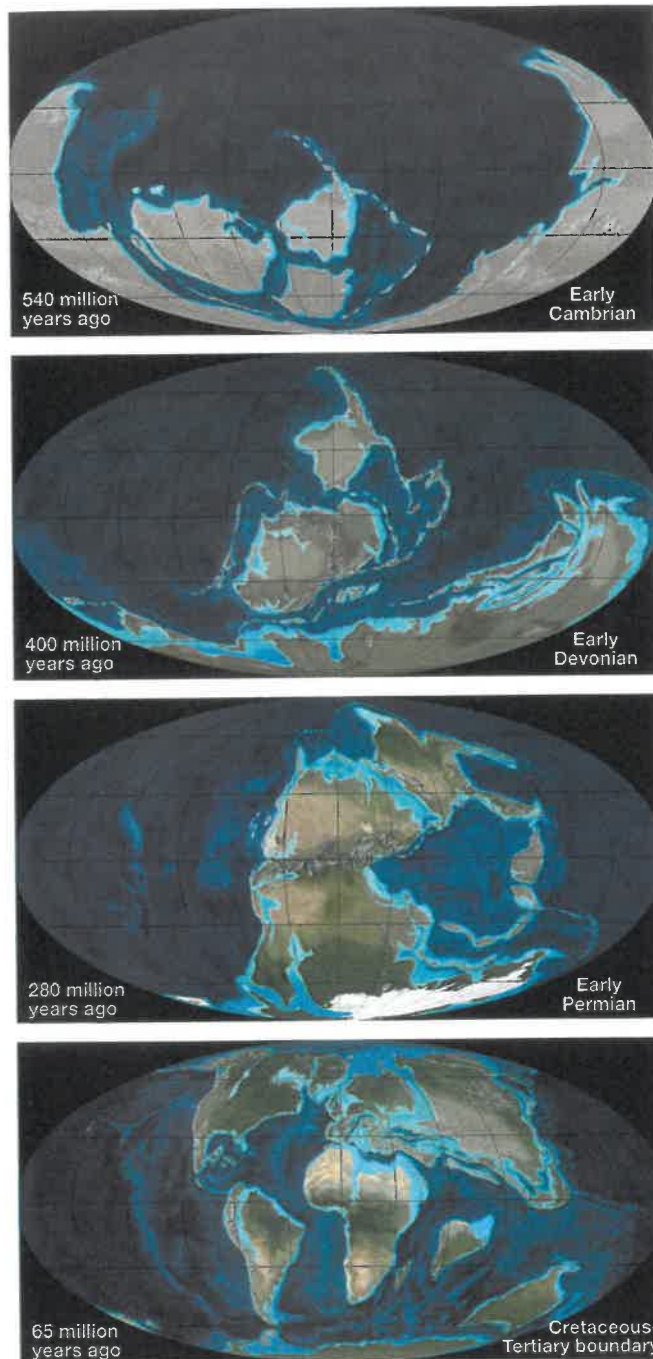 540 million
years ago
Early
Cambrian
400 million
years ago
Early
Devonian
280 million
years ago
Early
Permian
65 million
years ago
Cretaceous-
Tertiary boundary